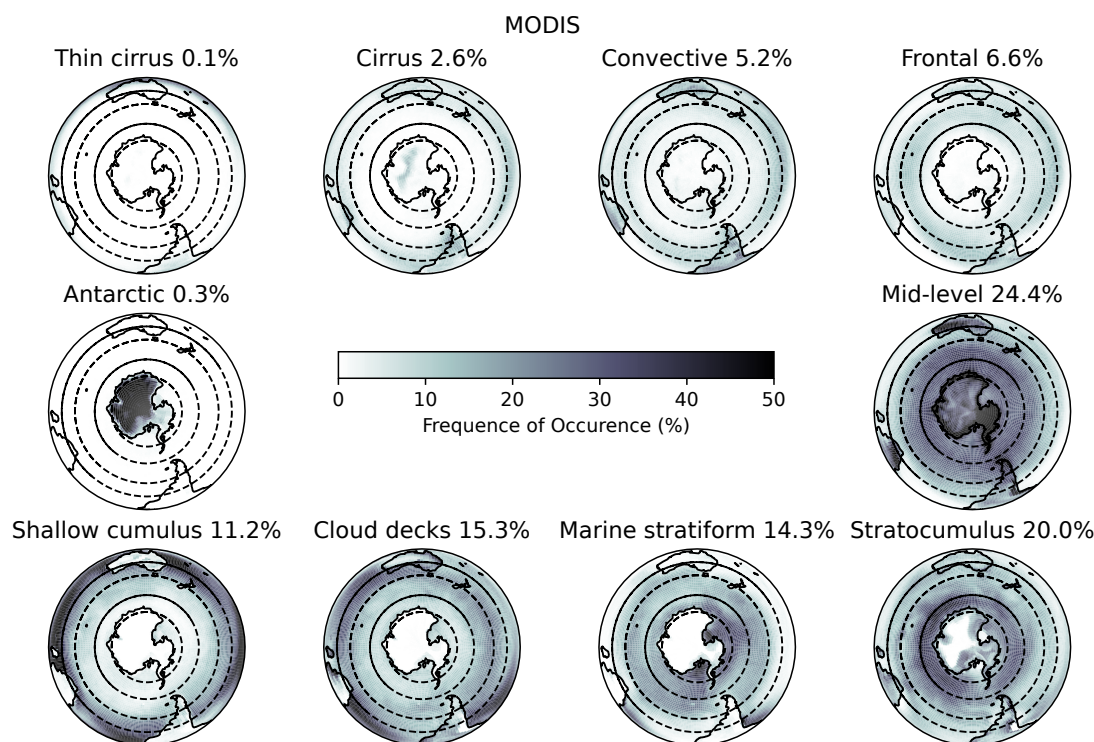 MODIS
Thin cirrus 0.1%
Cirrus 2.6%
Convective 5.2%
Frontal 6.6%
Antarctic 0.3%
Mid-level 24.4%
0 10 20 30 40 50
Frequence of Occurence (%)
Shallow cumulus 11.2%
Cloud decks 15.3%
Marine stratiform 14.3%
Stratocumulus 20.0%